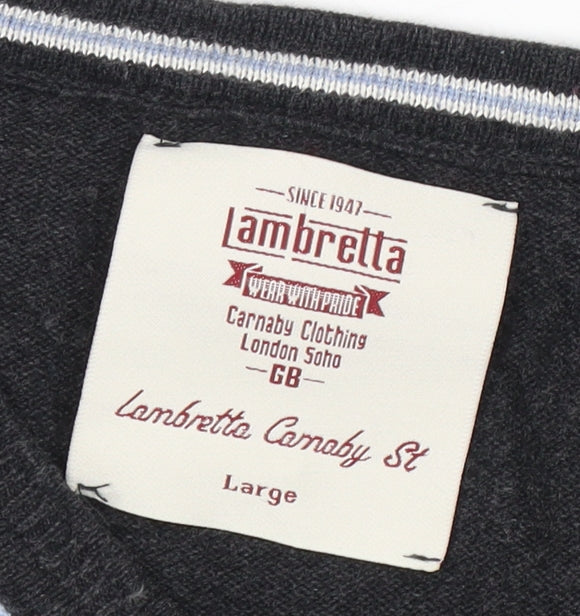 SINCE 1947
Lambretta
WEAR WITH PRIDE
Carnaby Clothing
London Soho
GB
Lambretta Carnaby St
Large